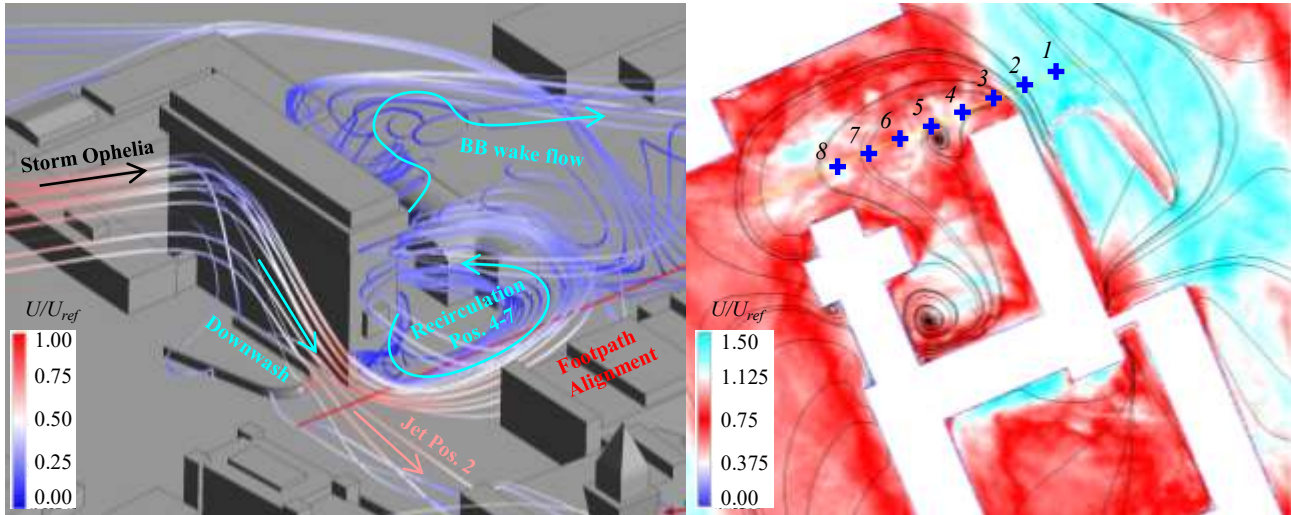 Storm Ophelia
BB wake flow
Recirculation
Pos. 4-7
Downwash
Footpath
Alignment
Jet Pos. 2
U/Uref
1.00
0.75
0.50
0.25
0.00
1
2
3
4
5
6
7
8
U/Uref
1.50
1.125
0.75
0.375
0.00